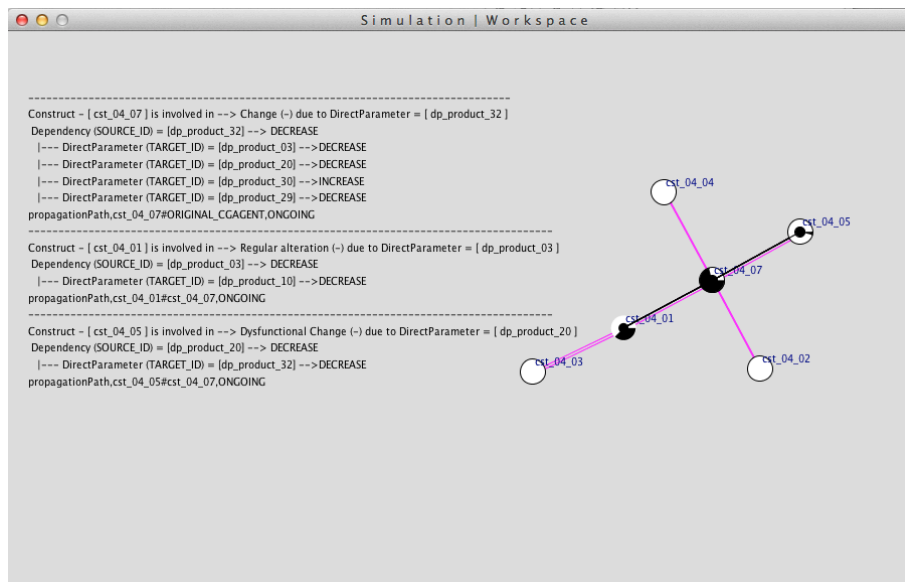 Simulation | Workspace
--------------------------------------------------------------------------------
Construct - [ cst_04_07 ] is involved in --> Change (-) due to DirectParameter = [ dp_product_32 ]
Dependency (SOURCE_ID) = [dp_product_32] --> DECREASE
|--- DirectParameter (TARGET_ID) = [dp_product_03] -->DECREASE
|--- DirectParameter (TARGET_ID) = [dp_product_20] -->DECREASE
|--- DirectParameter (TARGET_ID) = [dp_product_30] -->INCREASE
|--- DirectParameter (TARGET_ID) = [dp_product_29] -->DECREASE
propagationPath,cst_04_07#ORIGINAL_CGAGENT,ONGOING
---------------------------------------------------------------------------------------
Construct - [ cst_04_01 ] is involved in --> Regular alteration (-) due to DirectParameter = [ dp_product_03 ]
Dependency (SOURCE_ID) = [dp_product_03] --> DECREASE
|--- DirectParameter (TARGET_ID) = [dp_product_10] -->DECREASE
propagationPath,cst_04_01#cst_04_07,ONGOING
---------------------------------------------------------------------------------------
Construct - [ cst_04_05 ] is involved in --> Dysfunctional Change (-) due to DirectParameter = [ dp_product_20 ]
Dependency (SOURCE_ID) = [dp_product_20] --> DECREASE
|--- DirectParameter (TARGET_ID) = [dp_product_32] -->DECREASE
propagationPath,cst_04_05#cst_04_07,ONGOING
cst_04_04
cst_04_05
cst_04_07
cst_04_01
cst_04_03
cst_04_02